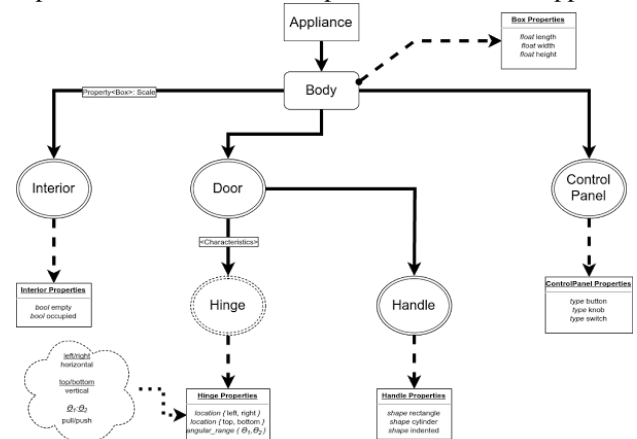 Appliance
Box Properties
float length
float width
float height
Body
Property<Box>: Scale
Interior
Door
Control
Panel
<Characteristics>
Interior Properties
bool empty
bool occupied
Hinge
Handle
ControlPanel Properties
type button
type knob
type switch
left/right
horizontal
top/bottom
vertical
Θ1:Θ2
pull/push
Hinge Properties
location { left, right }
location { top, bottom }
angular_range { Θ1,Θ2 }
Handle Properties
shape rectangle
shape cylinder
shape indented